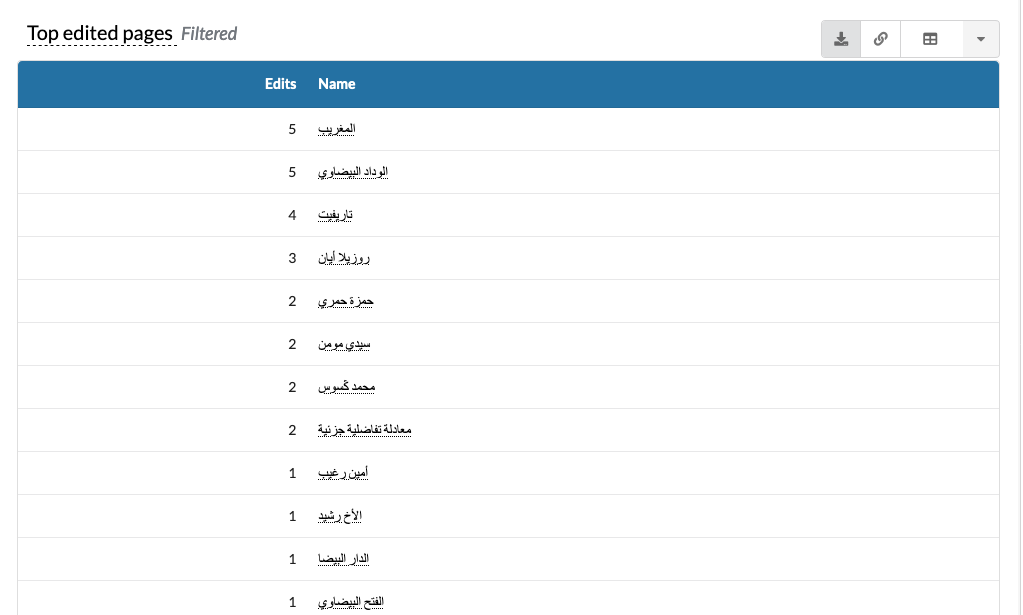 Top edited pages Filtered
Edits Name
5 المغريب
5 الوداد البيضاوي
4 تاريفيت
3 روزيلا أيان
2 حمزة حمري
2 سيدي مومن
2 محمد ݣسوس
2 معادلة تفاضلية جزئية
1 أمين رغيب
1 الأخ رشيد
1 الدار البيضا
1 الفتح البيضاوي